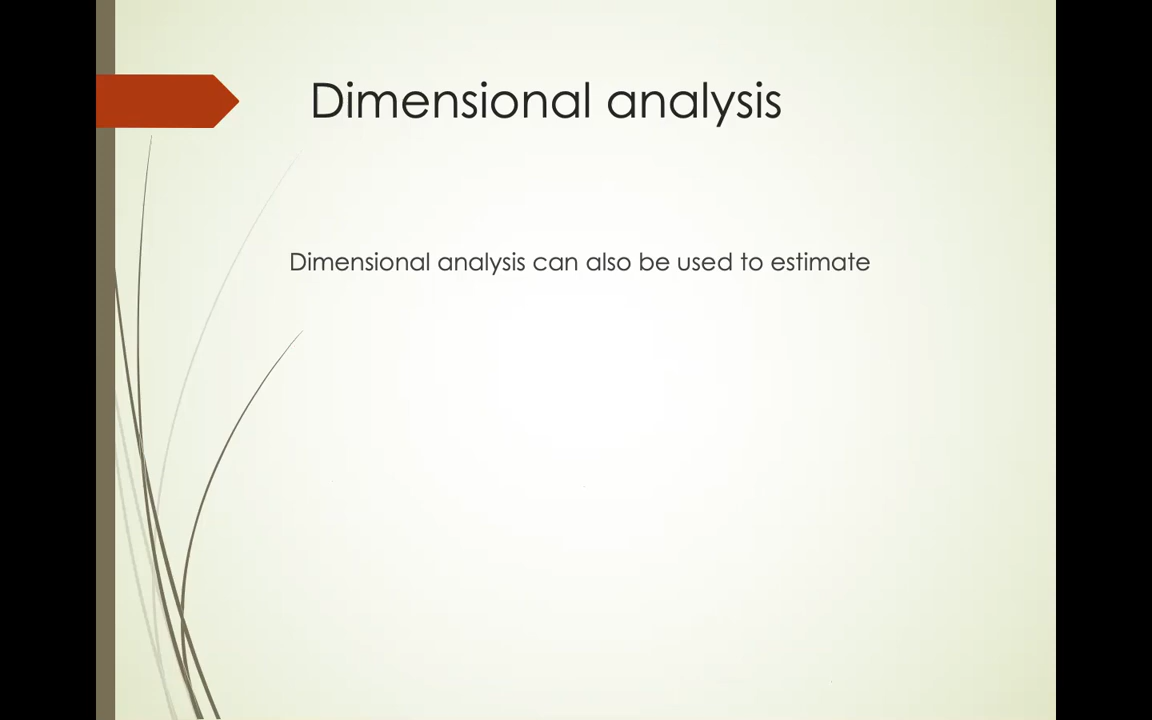 Dimensional analysis
Dimensional analysis can also be used to estimate